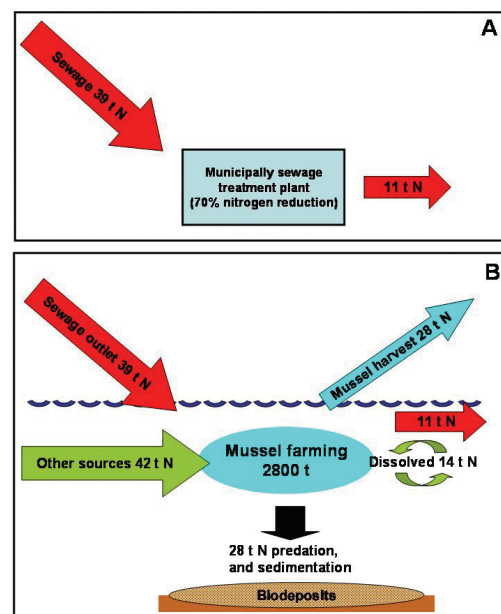 A
Sewage 39 t N
Municipally sewage
treatment plant
(70% nitrogen reduction)
11 t N
B
Sewage outlet 39 t N
Mussel harvest 28 t N
11 t N
Other sources 42 t N
Mussel farming
2800 t
Dissolved 14 t N
28 t N predation,
and sedimentation
Biodeposits